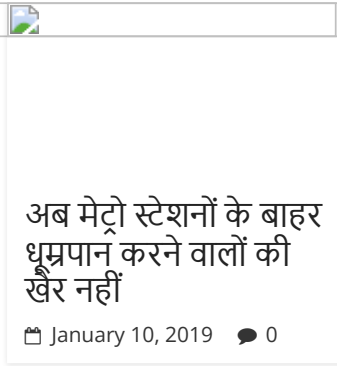 अब मेट्रो स्टेशनों के बाहर
धूम्रपान करने वालों की
खैर नहीं
January 10, 2019 0